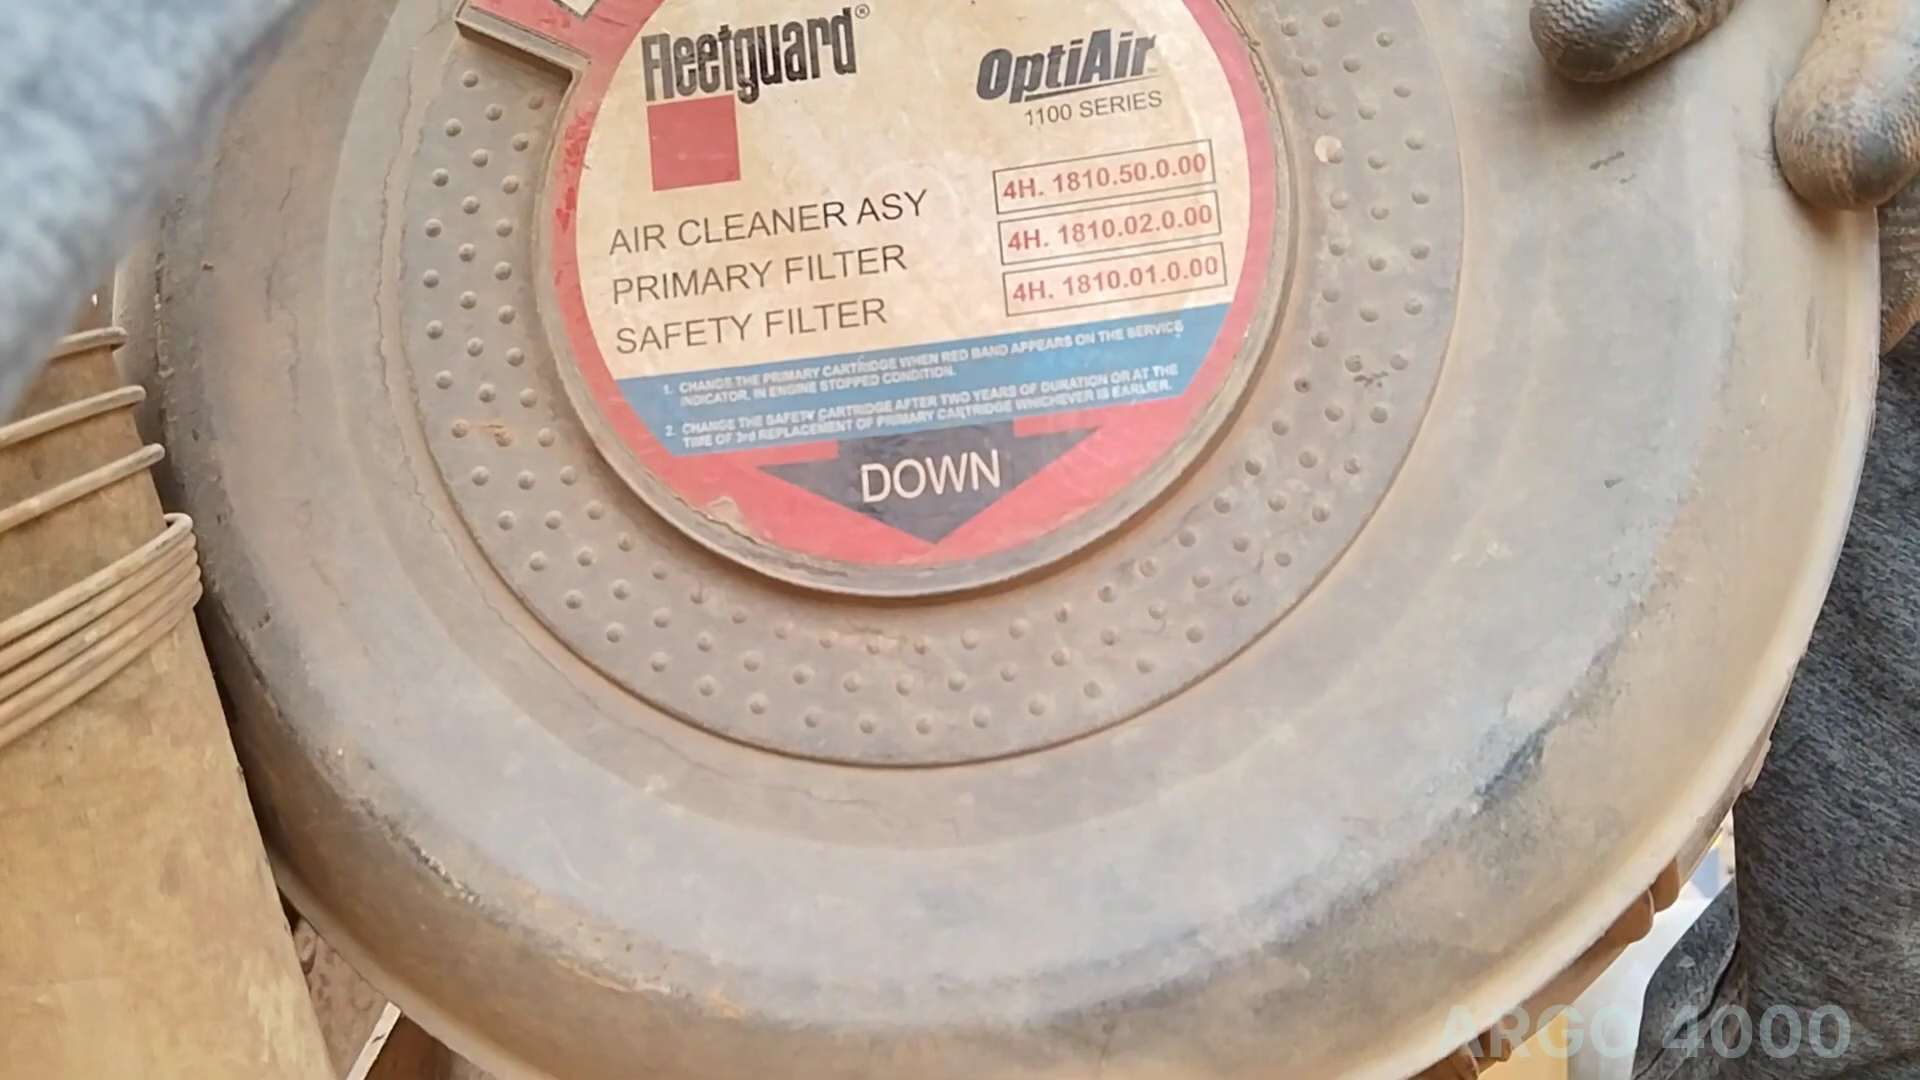 Fleetguard®
OptiAir
1100 SERIES
AIR CLEANER ASY 4H. 1810.50.0.00
PRIMARY FILTER 4H. 1810.02.0.00
SAFETY FILTER 4H. 1810.01.0.00
1. CHANGE THE PRIMARY CARTRIDGE WHEN RED BAND APPEARS ON THE SERVICE
INDICATOR, IN ENGINE STOPPED CONDITION.
2. CHANGE THE SAFETY CARTRIDGE AFTER TWO YEARS OF DURATION OR AT THE
TIME OF 3rd REPLACEMENT OF PRIMARY CARTRIDGE WHICHEVER IS EARLIER.
DOWN
ARGO 4000